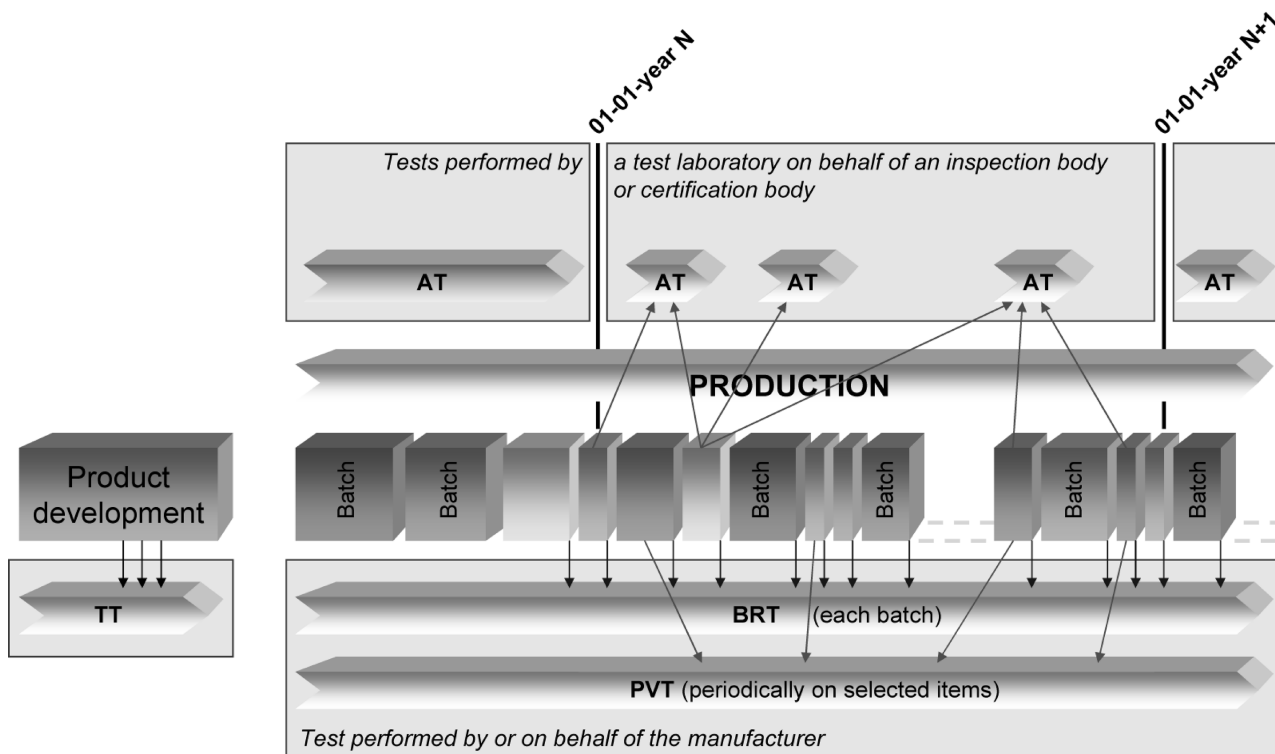 01-01-year N
01-01-year N+1
Tests performed by
a test laboratory on behalf of an inspection body
or certification body
AT
AT
AT
AT
AT
PRODUCTION
Product
development
Batch
Batch
Batch
Batch
Batch
Batch
TT
BRT (each batch)
PVT (periodically on selected items)
Test performed by or on behalf of the manufacturer